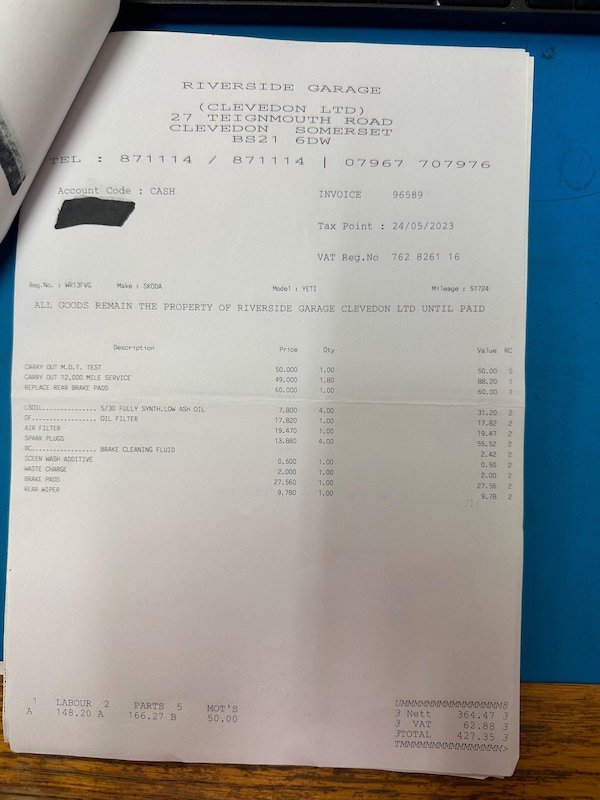 RIVERSIDE GARAGE
(CLEVEDON LTD)
27 TEIGNMOUTH ROAD
CLEVEDON SOMERSET
BS21 6DW
TEL : 871114 / 871114 | 07967 707976
Account Code : CASH
INVOICE 96589
Tax Point : 24/05/2023
VAT Reg.No 762 8261 16
Reg.No. : WR13FVG Make : SKODA Model : YETI Mileage : 51724
ALL GOODS REMAIN THE PROPERTY OF RIVERSIDE GARAGE CLEVEDON LTD UNTIL PAID
Description Price Qty Value RC
CARRY OUT M.O.T. TEST 50.000 1.00 50.00 5
CARRY OUT 12,000 MILE SERVICE 49.000 1.80 88.20 1
REPLACE REAR BRAKE PADS 60.000 1.00 60.00 1
LSOIL.............. 5/30 FULLY SYNTH.LOW ASH OIL 7.800 4.00 31.20 2
OF................. OIL FILTER 17.820 1.00 17.82 2
AIR FILTER 19.470 1.00 19.47 2
SPARK PLUGS 13.880 4.00 55.52 2
BC................. BRAKE CLEANING FLUID 2.42 2
SCEEN WASH ADDITIVE 0.500 1.00 0.50 2
WASTE CHARGE 2.000 1.00 2.00 2
BRAKE PADS 27.560 1.00 27.56 2
REAR WIPER 9.780 1.00 9.78 2
1 LABOUR 2 PARTS 5 MOT'S
A 148.20 A 166.27 B 50.00
UMMMMMMMMMMMMMMMMM8
3 Nett 364.47 3
3 VAT 62.88 3
3TOTAL 427.35 3
TMMMMMMMMMMMMMMMMM>